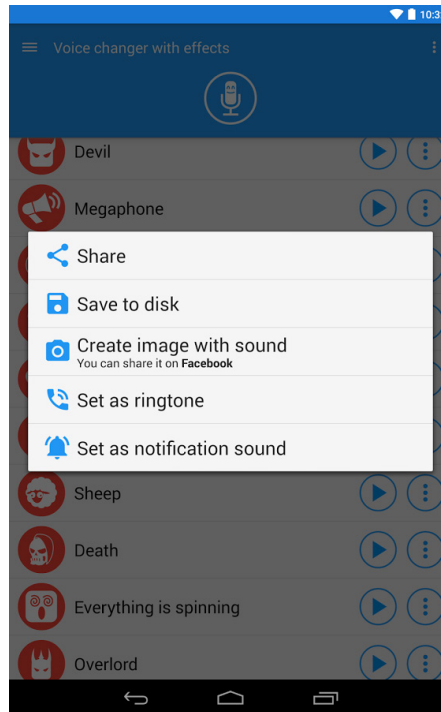 10:3
Voice changer with effects
Devil
Megaphone
Share
Save to disk
Create image with sound
You can share it on Facebook
Set as ringtone
Set as notification sound
Sheep
Death
Everything is spinning
Overlord